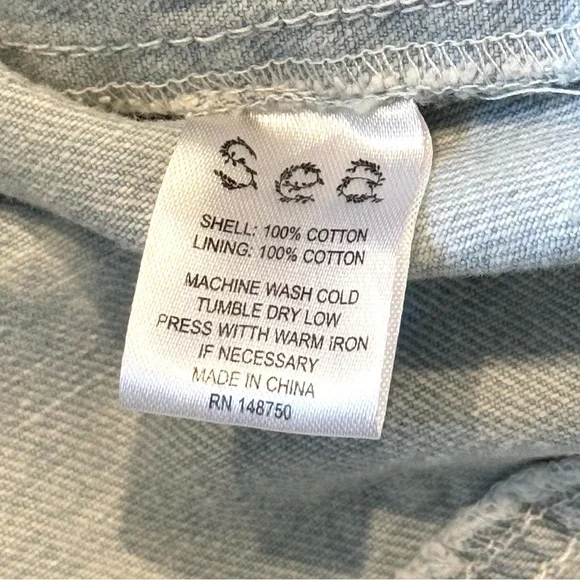 Sea
SHELL: 100% COTTON
LINING: 100% COTTON
MACHINE WASH COLD
TUMBLE DRY LOW
PRESS WITTH WARM IRON
IF NECESSARY
MADE IN CHINA
RN 148750